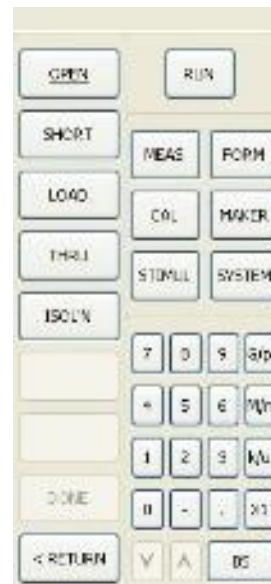 OPEN
RUN
SHORT
MEAS FORM
LOAD
CAL MAKER
THRU
STIMUL SYSTEM
ISOL'N
7 8 9 G/p
4 5 6 M/n
1 2 3 k/u
DONE
0 - . X1
< RETURN
BS